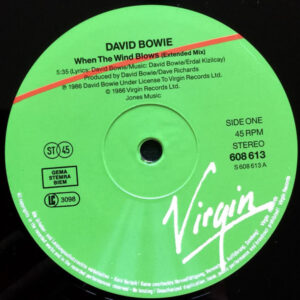 DAVID BOWIE
When The Wind Blows (Extended Mix)
5:35 (Lyrics: David Bowie/Music: David Bowie/Erdal Kizilcay)
Produced by David Bowie/Dave Richards
℗ 1986 David Bowie Under License To Virgin Records Ltd.
© 1986 Virgin Records Ltd.
Jones Music
ST 45
SIDE ONE
45 RPM
STEREO
608 613
S 608 613 A
GEMA
STEMRA
BIEM
LC 3098
Virgin